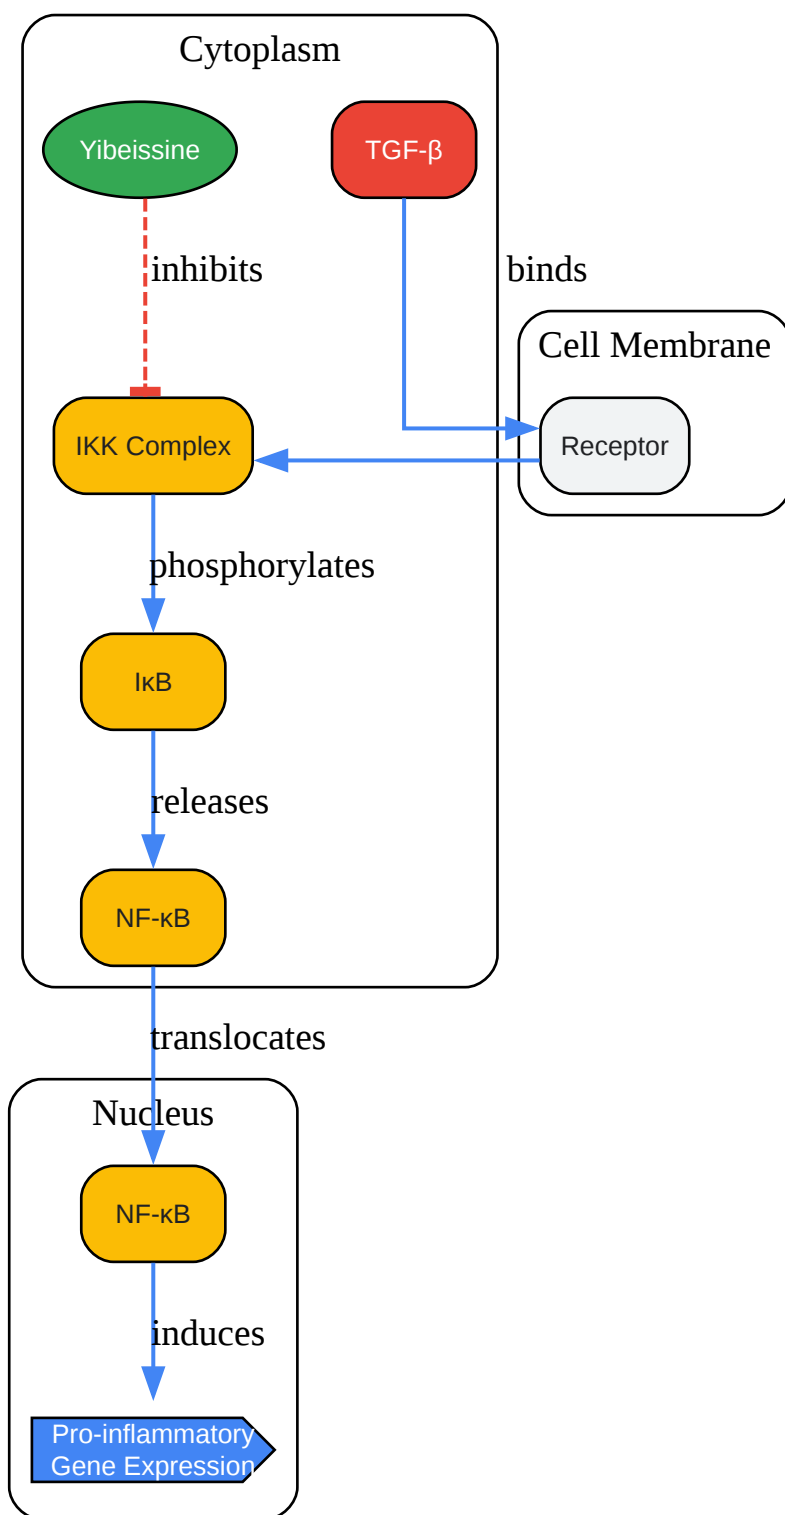 Cytoplasm
Yibeissine
TGF-β
inhibits
binds
Cell Membrane
IKK Complex
Receptor
phosphorylates
IκB
releases
NF-κB
translocates
Nucleus
NF-κB
induces
Pro-inflammatory
Gene Expression